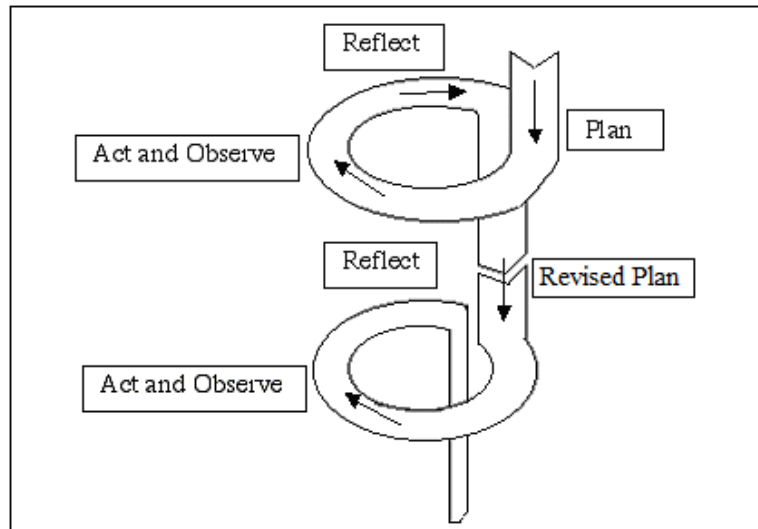 Reflect
Plan
Act and Observe
Reflect
Revised Plan
Act and Observe